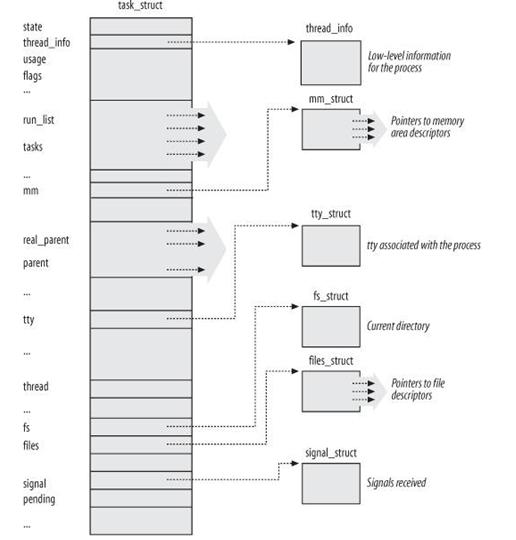 task_struct
state
thread_info
usage
flags
...
run_list
tasks
...
mm
real_parent
parent
...
tty
...
thread
...
fs
files
signal
pending
...
thread_info
Low-level information
for the process
mm_struct
Pointers to memory
area descriptors
tty_struct
tty associated with the process
fs_struct
Current directory
files_struct
Pointers to file
descriptors
signal_struct
Signals received